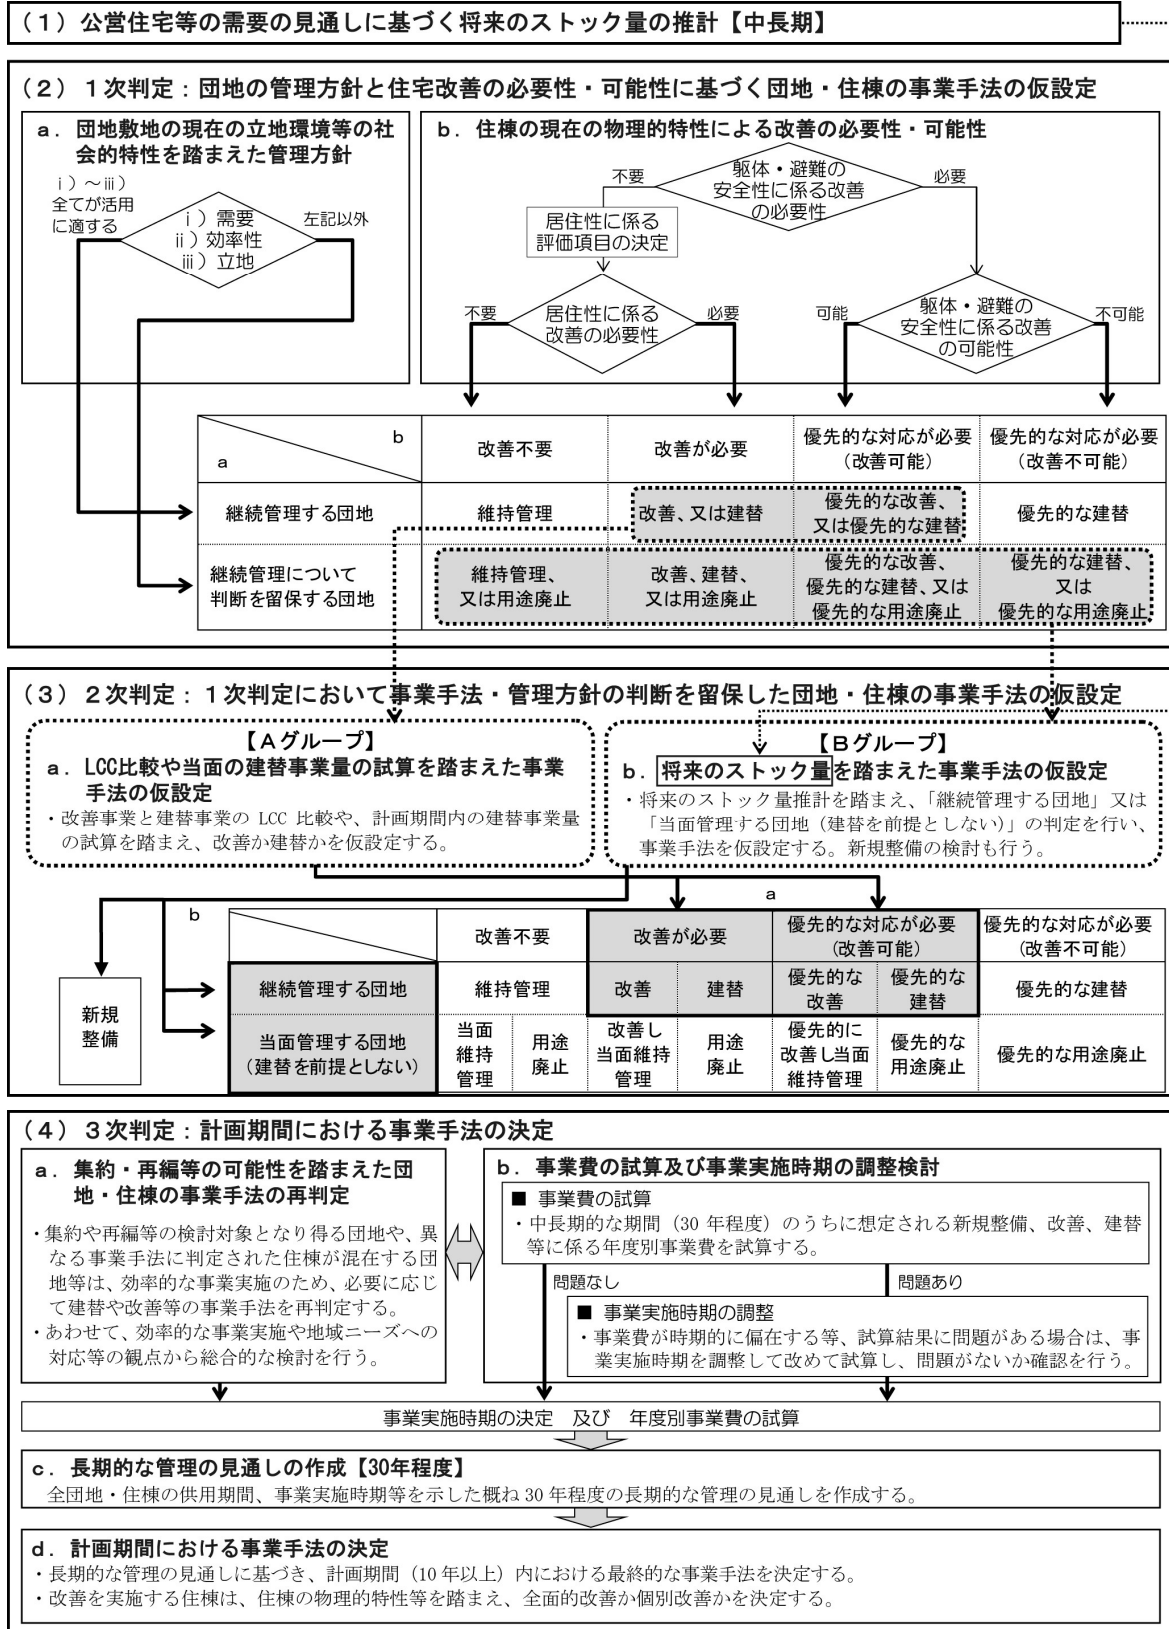 （１）公営住宅等の需要の見通しに基づく将来のストック量の推計【中長期】
（２）１次判定：団地の管理方針と住宅改善の必要性・可能性に基づく団地・住棟の事業手法の仮設定
ａ．団地敷地の現在の立地環境等の社
会的特性を踏まえた管理方針
ⅰ）～ⅲ）
全てが活用
に適する
ⅰ）需要
ⅱ）効率性
ⅲ）立地
左記以外
ｂ．住棟の現在の物理的特性による改善の必要性・可能性
不要
躯体・避難の
安全性に係る改善
の必要性
必要
居住性に係る
評価項目の決定
不要
居住性に係る
改善の必要性
必要
可能
躯体・避難の
安全性に係る改善
の可能性
不可能
b
a
改善不要
改善が必要
優先的な対応が必要
（改善可能）
優先的な対応が必要
（改善不可能）
継続管理する団地
維持管理
改善、又は建替
優先的な改善、
又は優先的な建替
優先的な建替
継続管理について
判断を留保する団地
維持管理、
又は用途廃止
改善、建替、
又は用途廃止
優先的な改善、
優先的な建替、又は
優先的な用途廃止
優先的な建替、
又は
優先的な用途廃止
（３）２次判定：１次判定において事業手法・管理方針の判断を留保した団地・住棟の事業手法の仮設定
【Ａグループ】
ａ．LCC比較や当面の建替事業量の試算を踏まえた事業
手法の仮設定
・改善事業と建替事業の LCC 比較や、計画期間内の建替事業量
の試算を踏まえ、改善か建替かを仮設定する。
【Ｂグループ】
ｂ．将来のストック量を踏まえた事業手法の仮設定
・将来のストック量推計を踏まえ、「継続管理する団地」又は
「当面管理する団地（建替を前提としない）」の判定を行い、
事業手法を仮設定する。新規整備の検討も行う。
a
b
新規
整備
改善不要
改善が必要
優先的な対応が必要
（改善可能）
優先的な対応が必要
（改善不可能）
継続管理する団地
維持管理
改善
建替
優先的な
改善
優先的な
建替
優先的な建替
当面管理する団地
（建替を前提としない）
当面
維持
管理
用途
廃止
改善し
当面維持
管理
用途
廃止
優先的に
改善し当面
維持管理
優先的な
用途廃止
優先的な用途廃止
（４）３次判定：計画期間における事業手法の決定
ａ．集約・再編等の可能性を踏まえた団
地・住棟の事業手法の再判定
・集約や再編等の検討対象となり得る団地や、異
なる事業手法に判定された住棟が混在する団
地等は、効率的な事業実施のため、必要に応じ
て建替や改善等の事業手法を再判定する。
・あわせて、効率的な事業実施や地域ニーズへの
対応等の観点から総合的な検討を行う。
ｂ．事業費の試算及び事業実施時期の調整検討
■ 事業費の試算
・中長期的な期間（30 年程度）のうちに想定される新規整備、改善、建替
等に係る年度別事業費を試算する。
問題なし
問題あり
■ 事業実施時期の調整
・事業費が時期的に偏在する等、試算結果に問題がある場合は、事
業実施時期を調整して改めて試算し、問題がないか確認を行う。
事業実施時期の決定　及び　年度別事業費の試算
ｃ．長期的な管理の見通しの作成【30年程度】
全団地・住棟の供用期間、事業実施時期等を示した概ね 30 年程度の長期的な管理の見通しを作成する。
ｄ．計画期間における事業手法の決定
・長期的な管理の見通しに基づき、計画期間（10 年以上）内における最終的な事業手法を決定する。
・改善を実施する住棟は、住棟の物理的特性等を踏まえ、全面的改善か個別改善かを決定する。